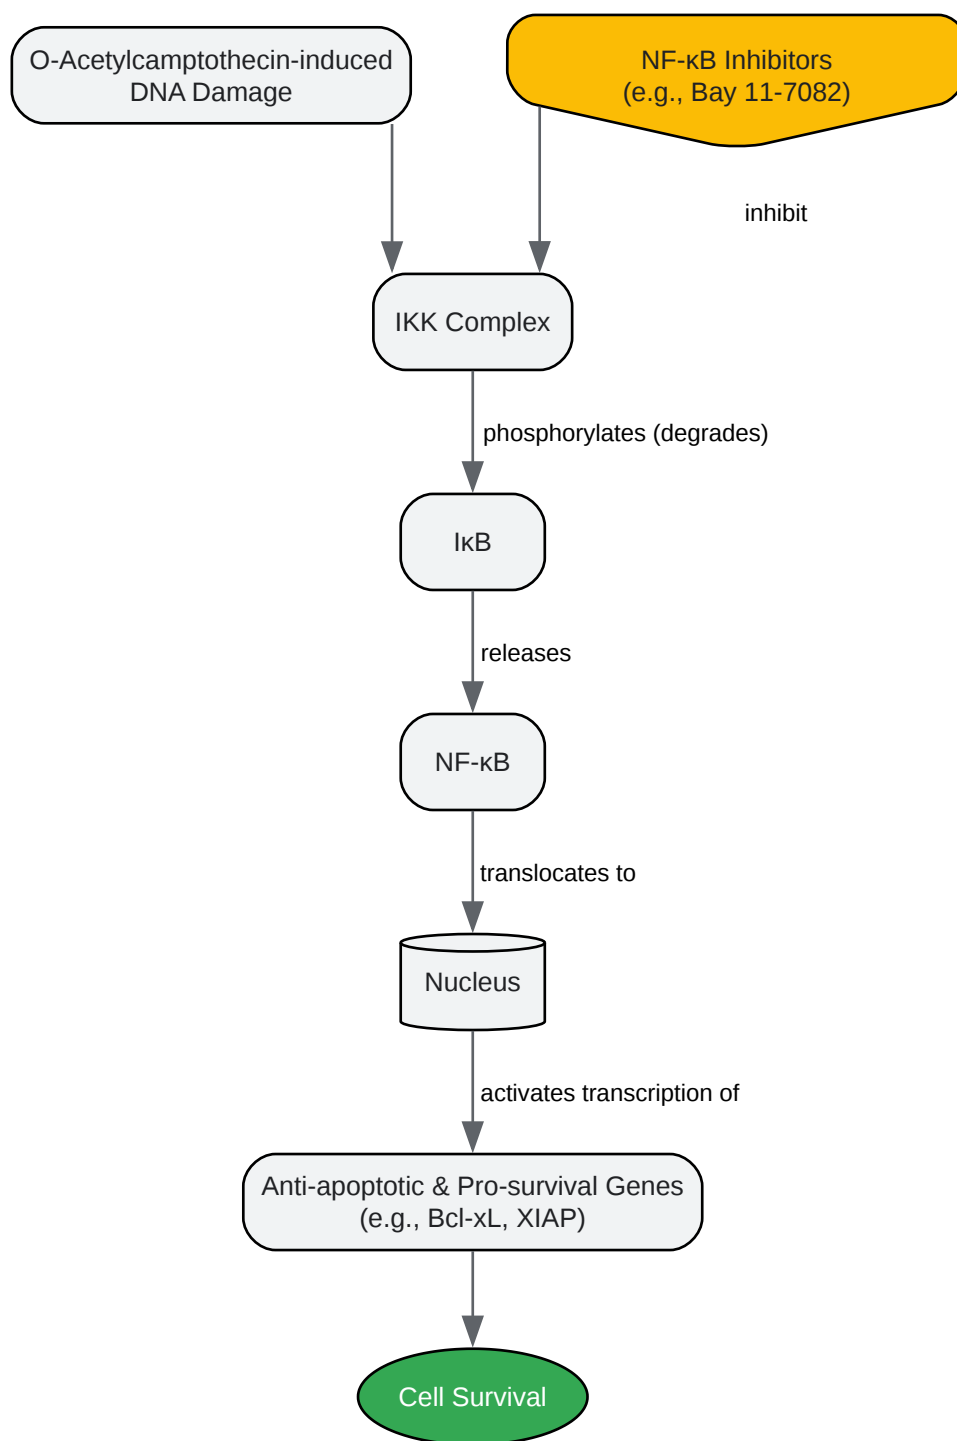 O-Acetylcamptothecin-induced
DNA Damage
NF-κB Inhibitors
(e.g., Bay 11-7082)
inhibit
IKK Complex
phosphorylates (degrades)
IκB
releases
NF-κB
translocates to
Nucleus
activates transcription of
Anti-apoptotic & Pro-survival Genes
(e.g., Bcl-xL, XIAP)
Cell Survival